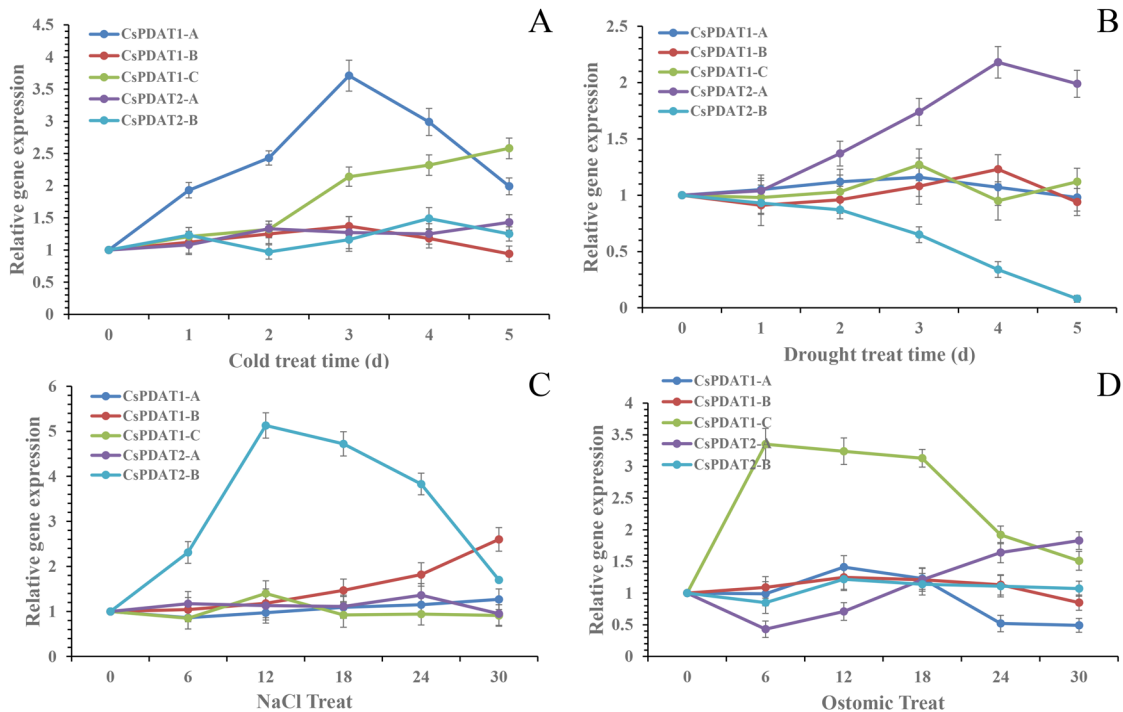 A
Relative gene expression
5
4.5
4
3.5
3
2.5
2
1.5
1
0.5
0
CsPDAT1-A
CsPDAT1-B
CsPDAT1-C
CsPDAT2-A
CsPDAT2-B
0 1 2 3 4 5
Cold treat time (d)
B
Relative gene expression
2.5
2
1.5
1
0.5
0
CsPDAT1-A
CsPDAT1-B
CsPDAT1-C
CsPDAT2-A
CsPDAT2-B
0 1 2 3 4 5
Drought treat time (d)
C
Relative gene expression
6
5
4
3
2
1
0
CsPDAT1-A
CsPDAT1-B
CsPDAT1-C
CsPDAT2-A
CsPDAT2-B
0 6 12 18 24 30
NaCl Treat
D
Relative gene expression
4
3.5
3
2.5
2
1.5
1
0.5
0
CsPDAT1-A
CsPDAT1-B
CsPDAT1-C
CsPDAT2-A
CsPDAT2-B
0 6 12 18 24 30
Ostomic Treat